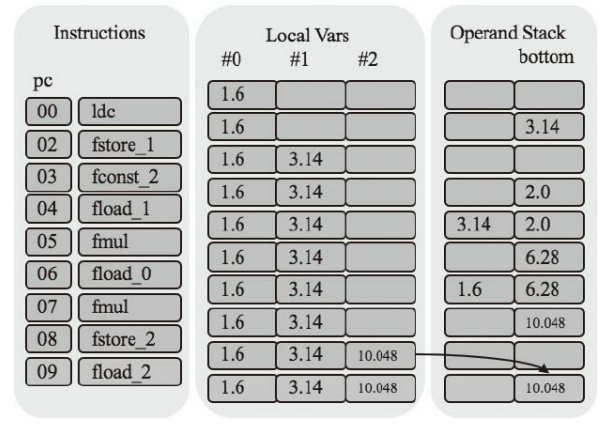 Instructions
pc
00 ldc
02 fstore_1
03 fconst_2
04 fload_1
05 fmul
06 fload_0
07 fmul
08 fstore_2
09 fload_2
Local Vars
#0 #1 #2
1.6
1.6
1.6 3.14
1.6 3.14
1.6 3.14
1.6 3.14
1.6 3.14
1.6 3.14
1.6 3.14 10.048
1.6 3.14 10.048
Operand Stack
bottom
3.14
2.0
3.14 2.0
6.28
1.6 6.28
10.048
10.048